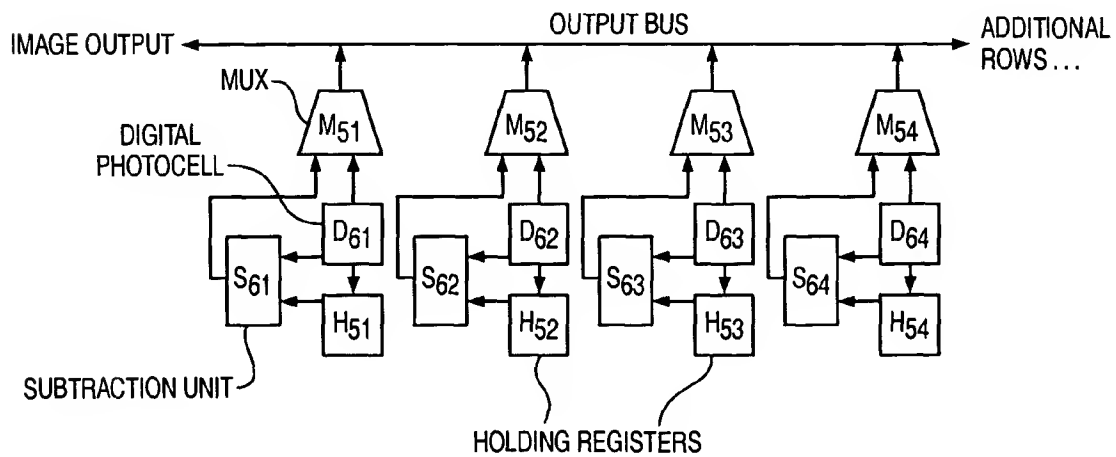 OUTPUT BUS
IMAGE OUTPUT
ADDITIONAL
ROWS...
MUX
M51 M52 M53 M54
DIGITAL
PHOTOCELL
D61 D62 D63 D64
S61 S62 S63 S64
H51 H52 H53 H54
SUBTRACTION UNIT
HOLDING REGISTERS